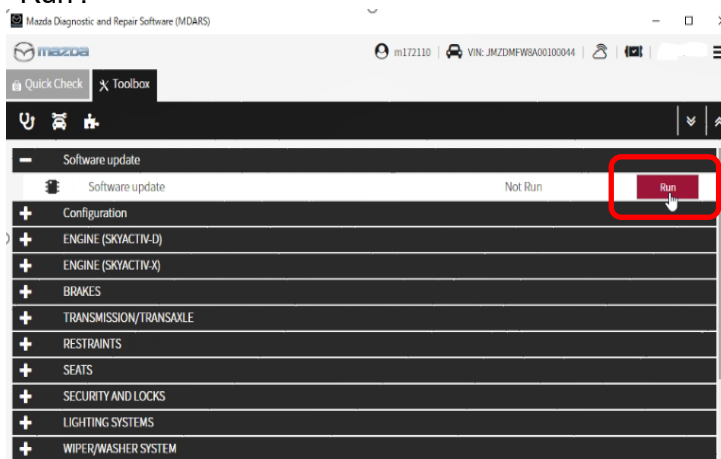 Run .
Mazda Diagnostic and Repair Software (MDARS)
mazda m172110 VIN: JMZDMFW8A00100044
Quick Check Toolbox
Software update
Software update Not Run Run
Configuration
ENGINE (SKYACTIV-D)
ENGINE (SKYACTIV-X)
BRAKES
TRANSMISSION/TRANSAXLE
RESTRAINTS
SEATS
SECURITY AND LOCKS
LIGHTING SYSTEMS
WIPER/WASHER SYSTEM